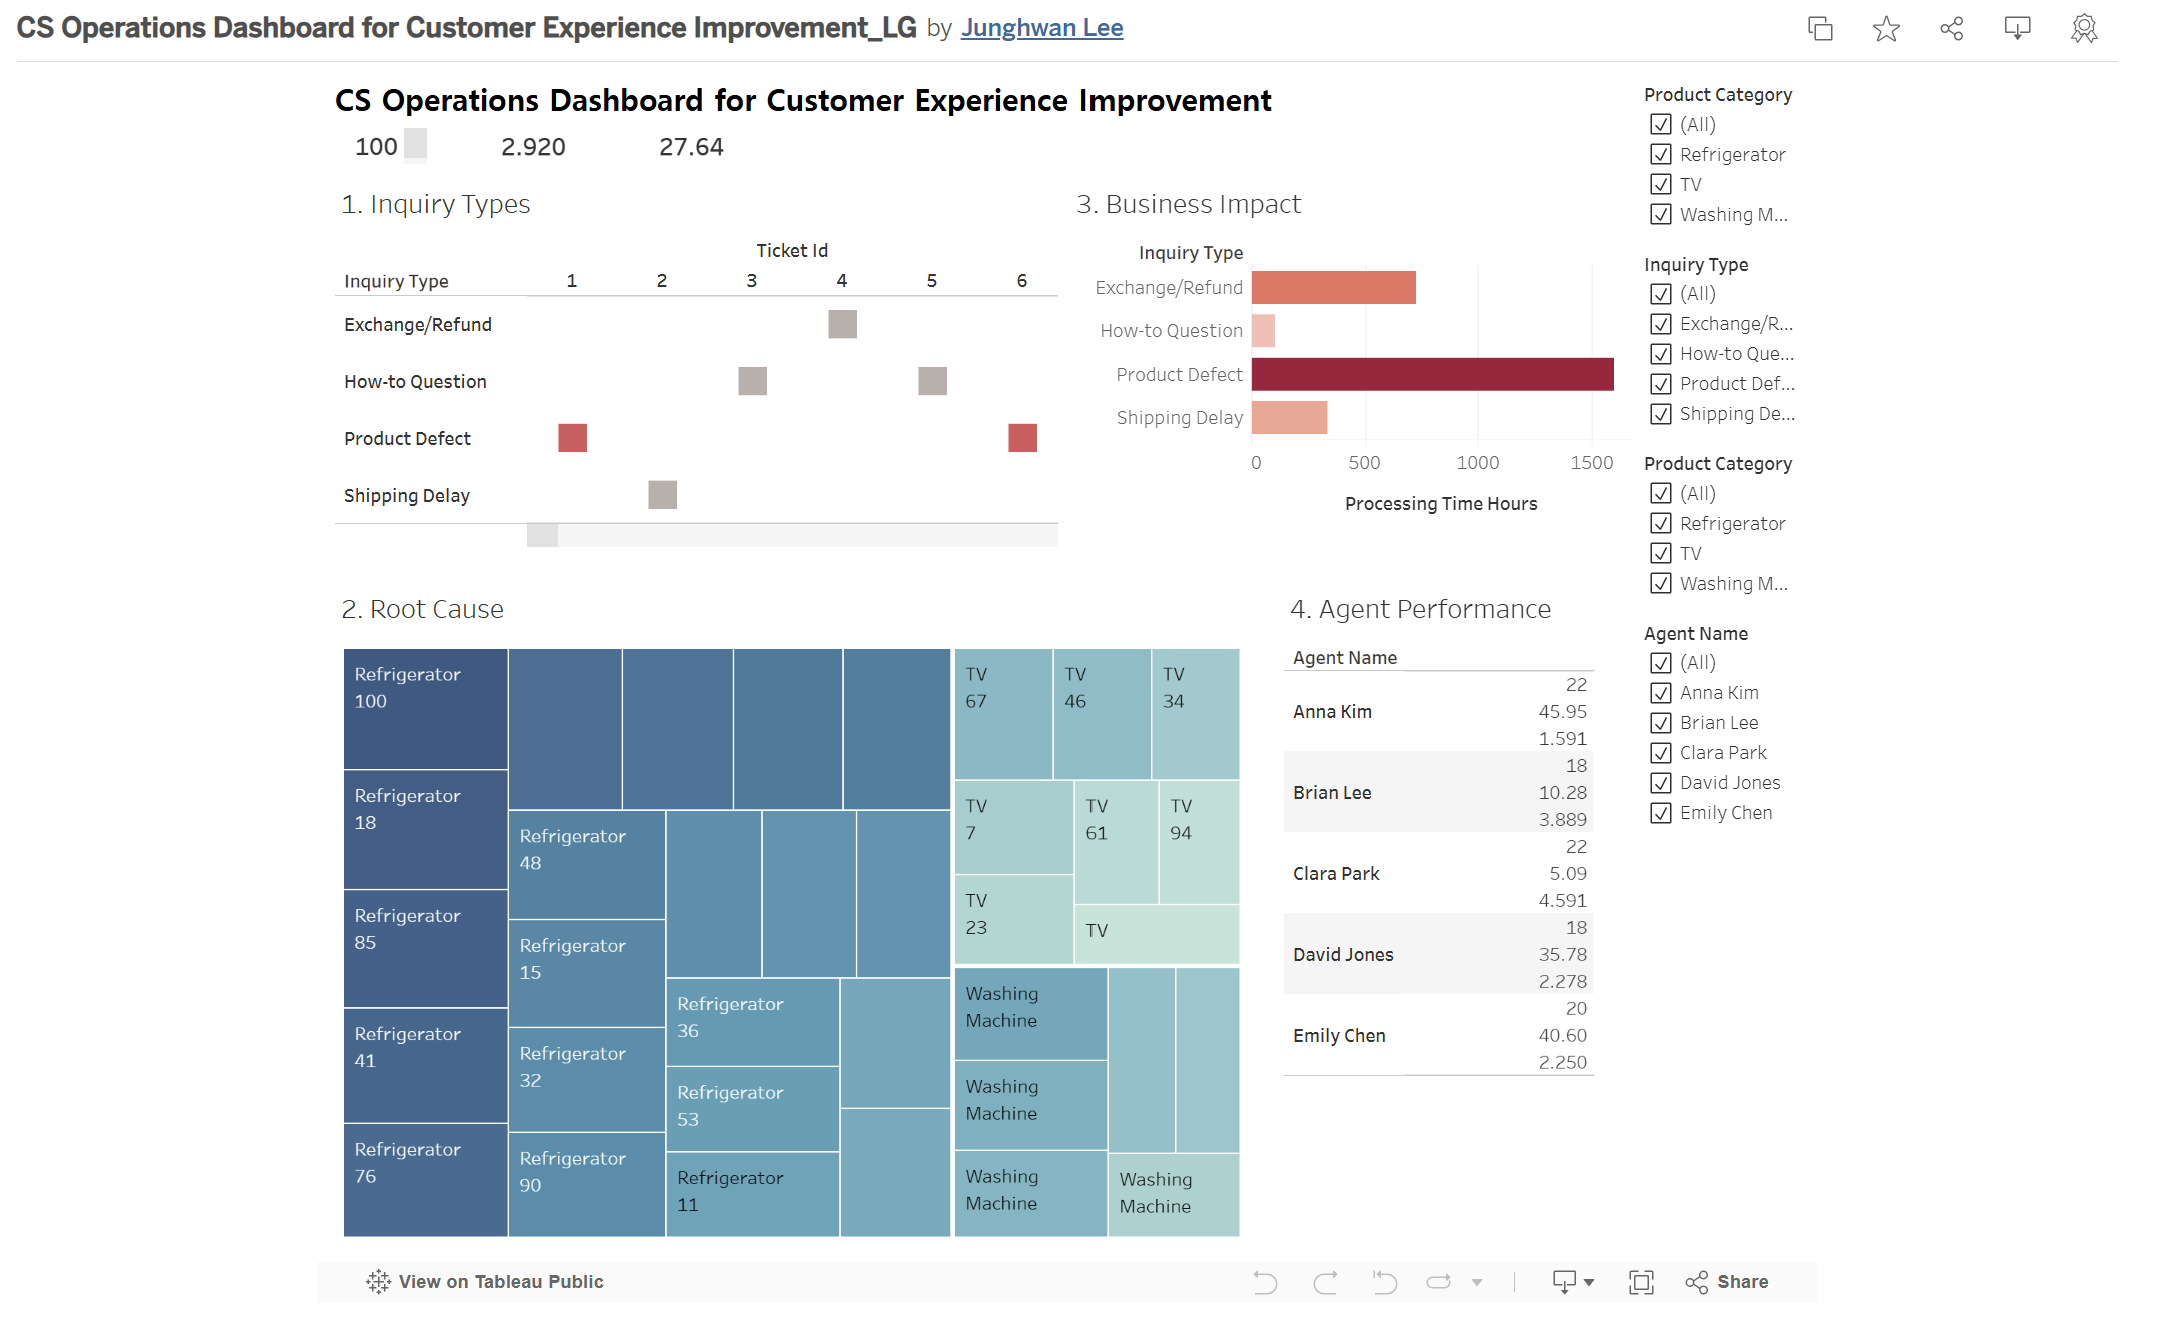 CS Operations Dashboard for Customer Experience Improvement_LG by Junghwan Lee
CS Operations Dashboard for Customer Experience Improvement
100 2.920 27.64
1. Inquiry Types
Ticket Id
Inquiry Type 1 2 3 4 5 6
Exchange/Refund
How-to Question
Product Defect
Shipping Delay
3. Business Impact
Inquiry Type
Exchange/Refund
How-to Question
Product Defect
Shipping Delay
0 500 1000 1500
Processing Time Hours
2. Root Cause
Refrigerator
100
Refrigerator
18
Refrigerator
85
Refrigerator
41
Refrigerator
76
Refrigerator
48
Refrigerator
15
Refrigerator
32
Refrigerator
90
Refrigerator
36
Refrigerator
53
Refrigerator
11
TV
67
TV
46
TV
34
TV
7
TV
61
TV
94
TV
23
TV
Washing
Machine
Washing
Machine
Washing
Machine
Washing
Machine
4. Agent Performance
Agent Name
Anna Kim
22
45.95
1.591
Brian Lee
18
10.28
3.889
Clara Park
22
5.09
4.591
David Jones
18
35.78
2.278
Emily Chen
20
40.60
2.250
Product Category
(All)
Refrigerator
TV
Washing M...
Inquiry Type
(All)
Exchange/R...
How-to Que...
Product Def...
Shipping De...
Product Category
(All)
Refrigerator
TV
Washing M...
Agent Name
(All)
Anna Kim
Brian Lee
Clara Park
David Jones
Emily Chen
View on Tableau Public
Share